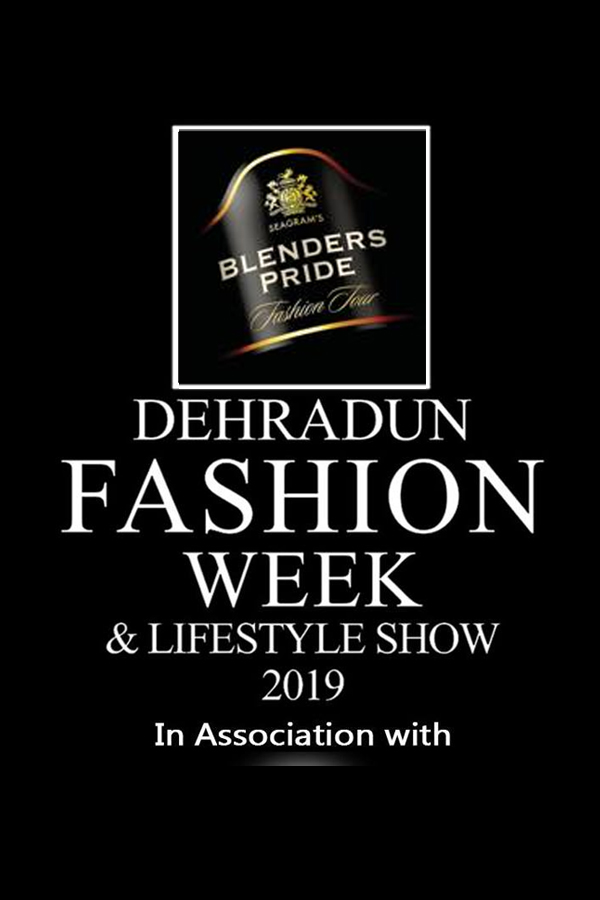 SEAGRAM'S
BLENDERS
PRIDE
Fashion Tour
DEHRADUN
FASHION
WEEK
& LIFESTYLE SHOW
2019
In Association with